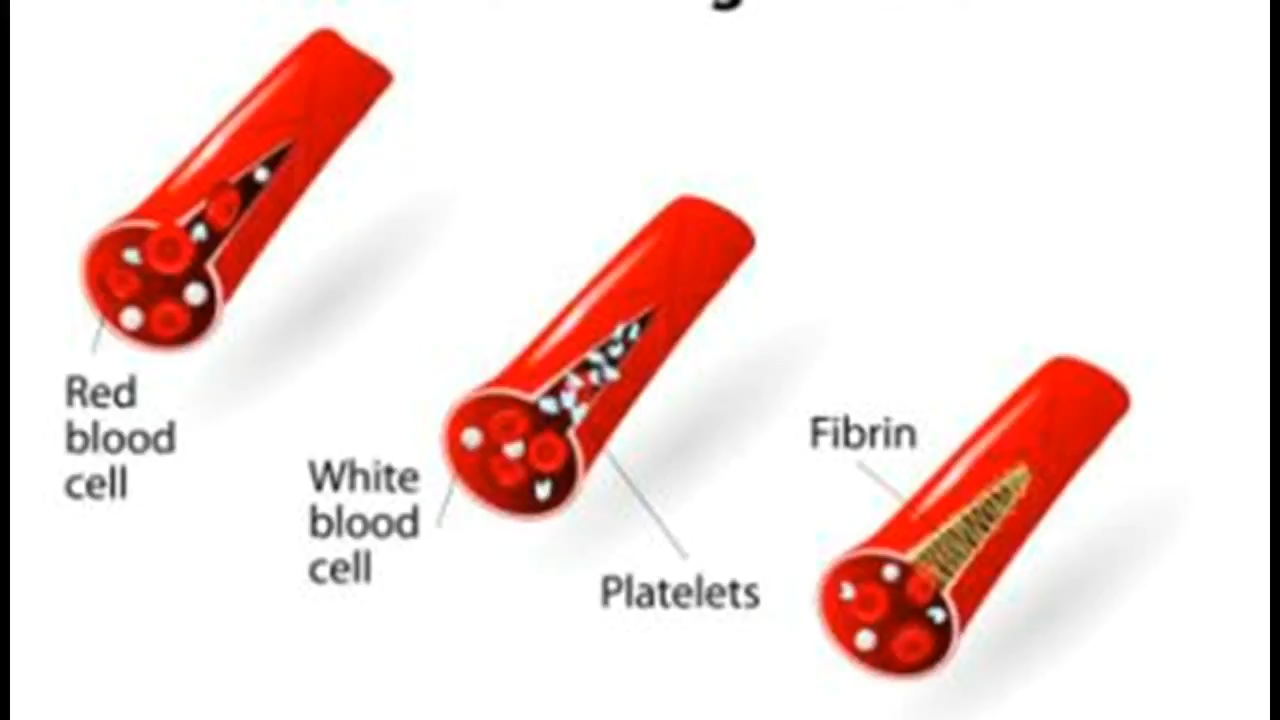 Red
blood
cell
White
blood
cell
Platelets
Fibrin